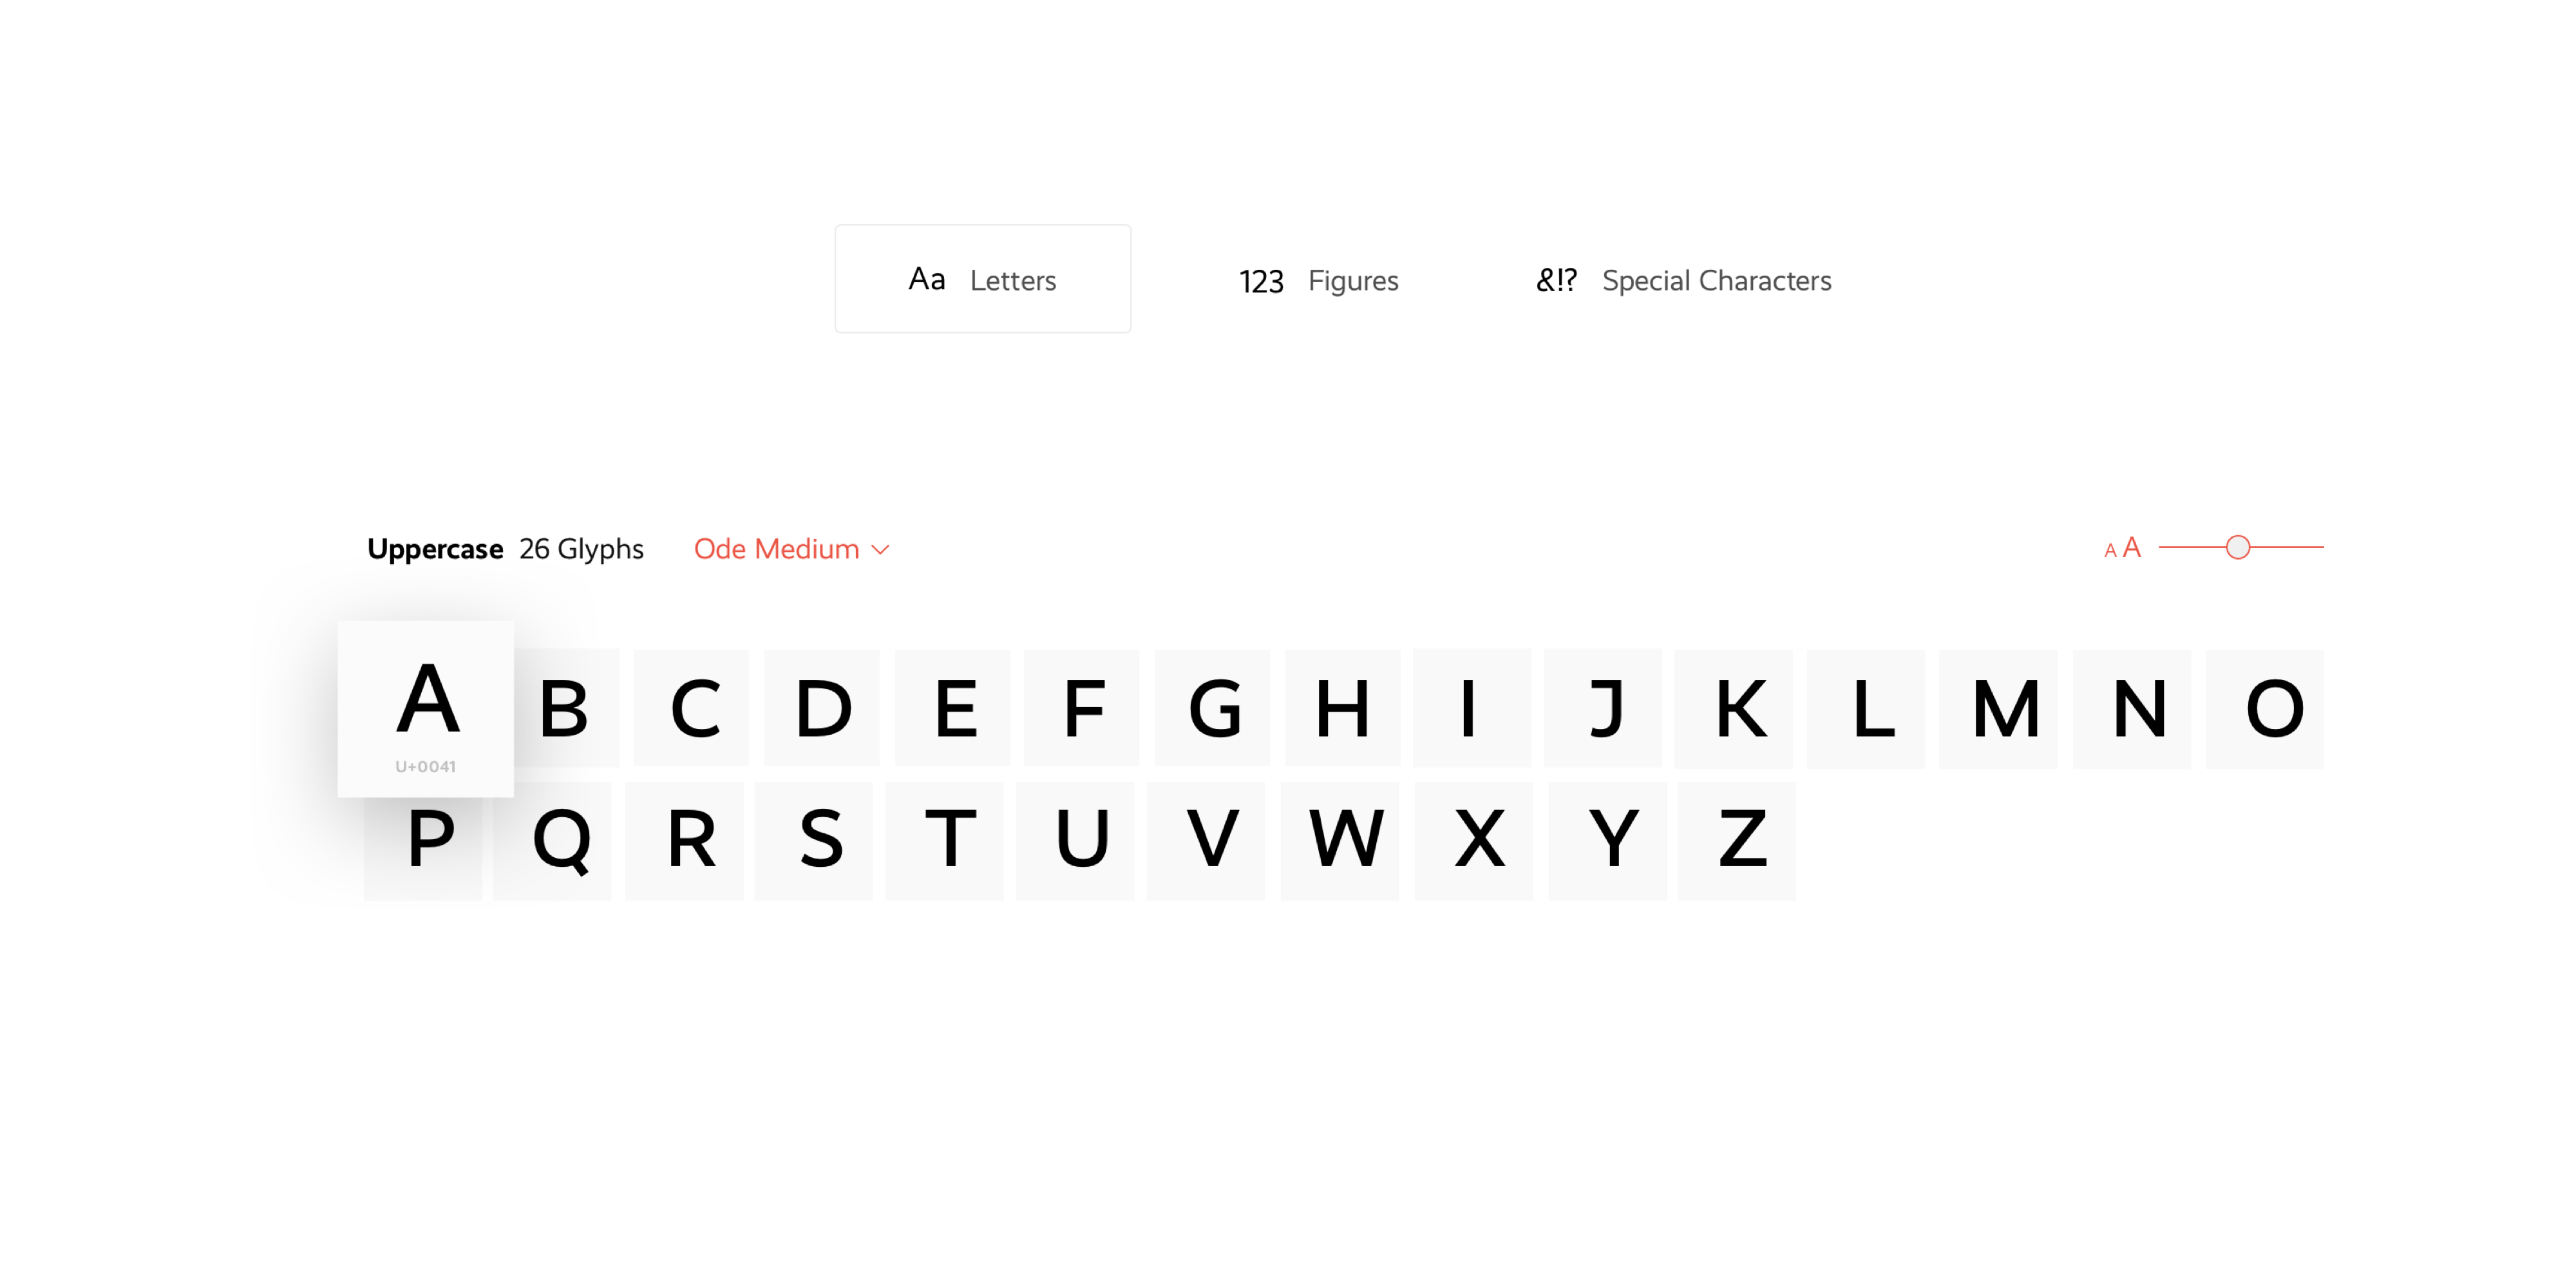 Aa Letters 123 Figures &!? Special Characters
Uppercase 26 Glyphs Ode Medium A A
A B C D E F G H I J K L M N O
U+0041
P Q R S T U V W X Y Z